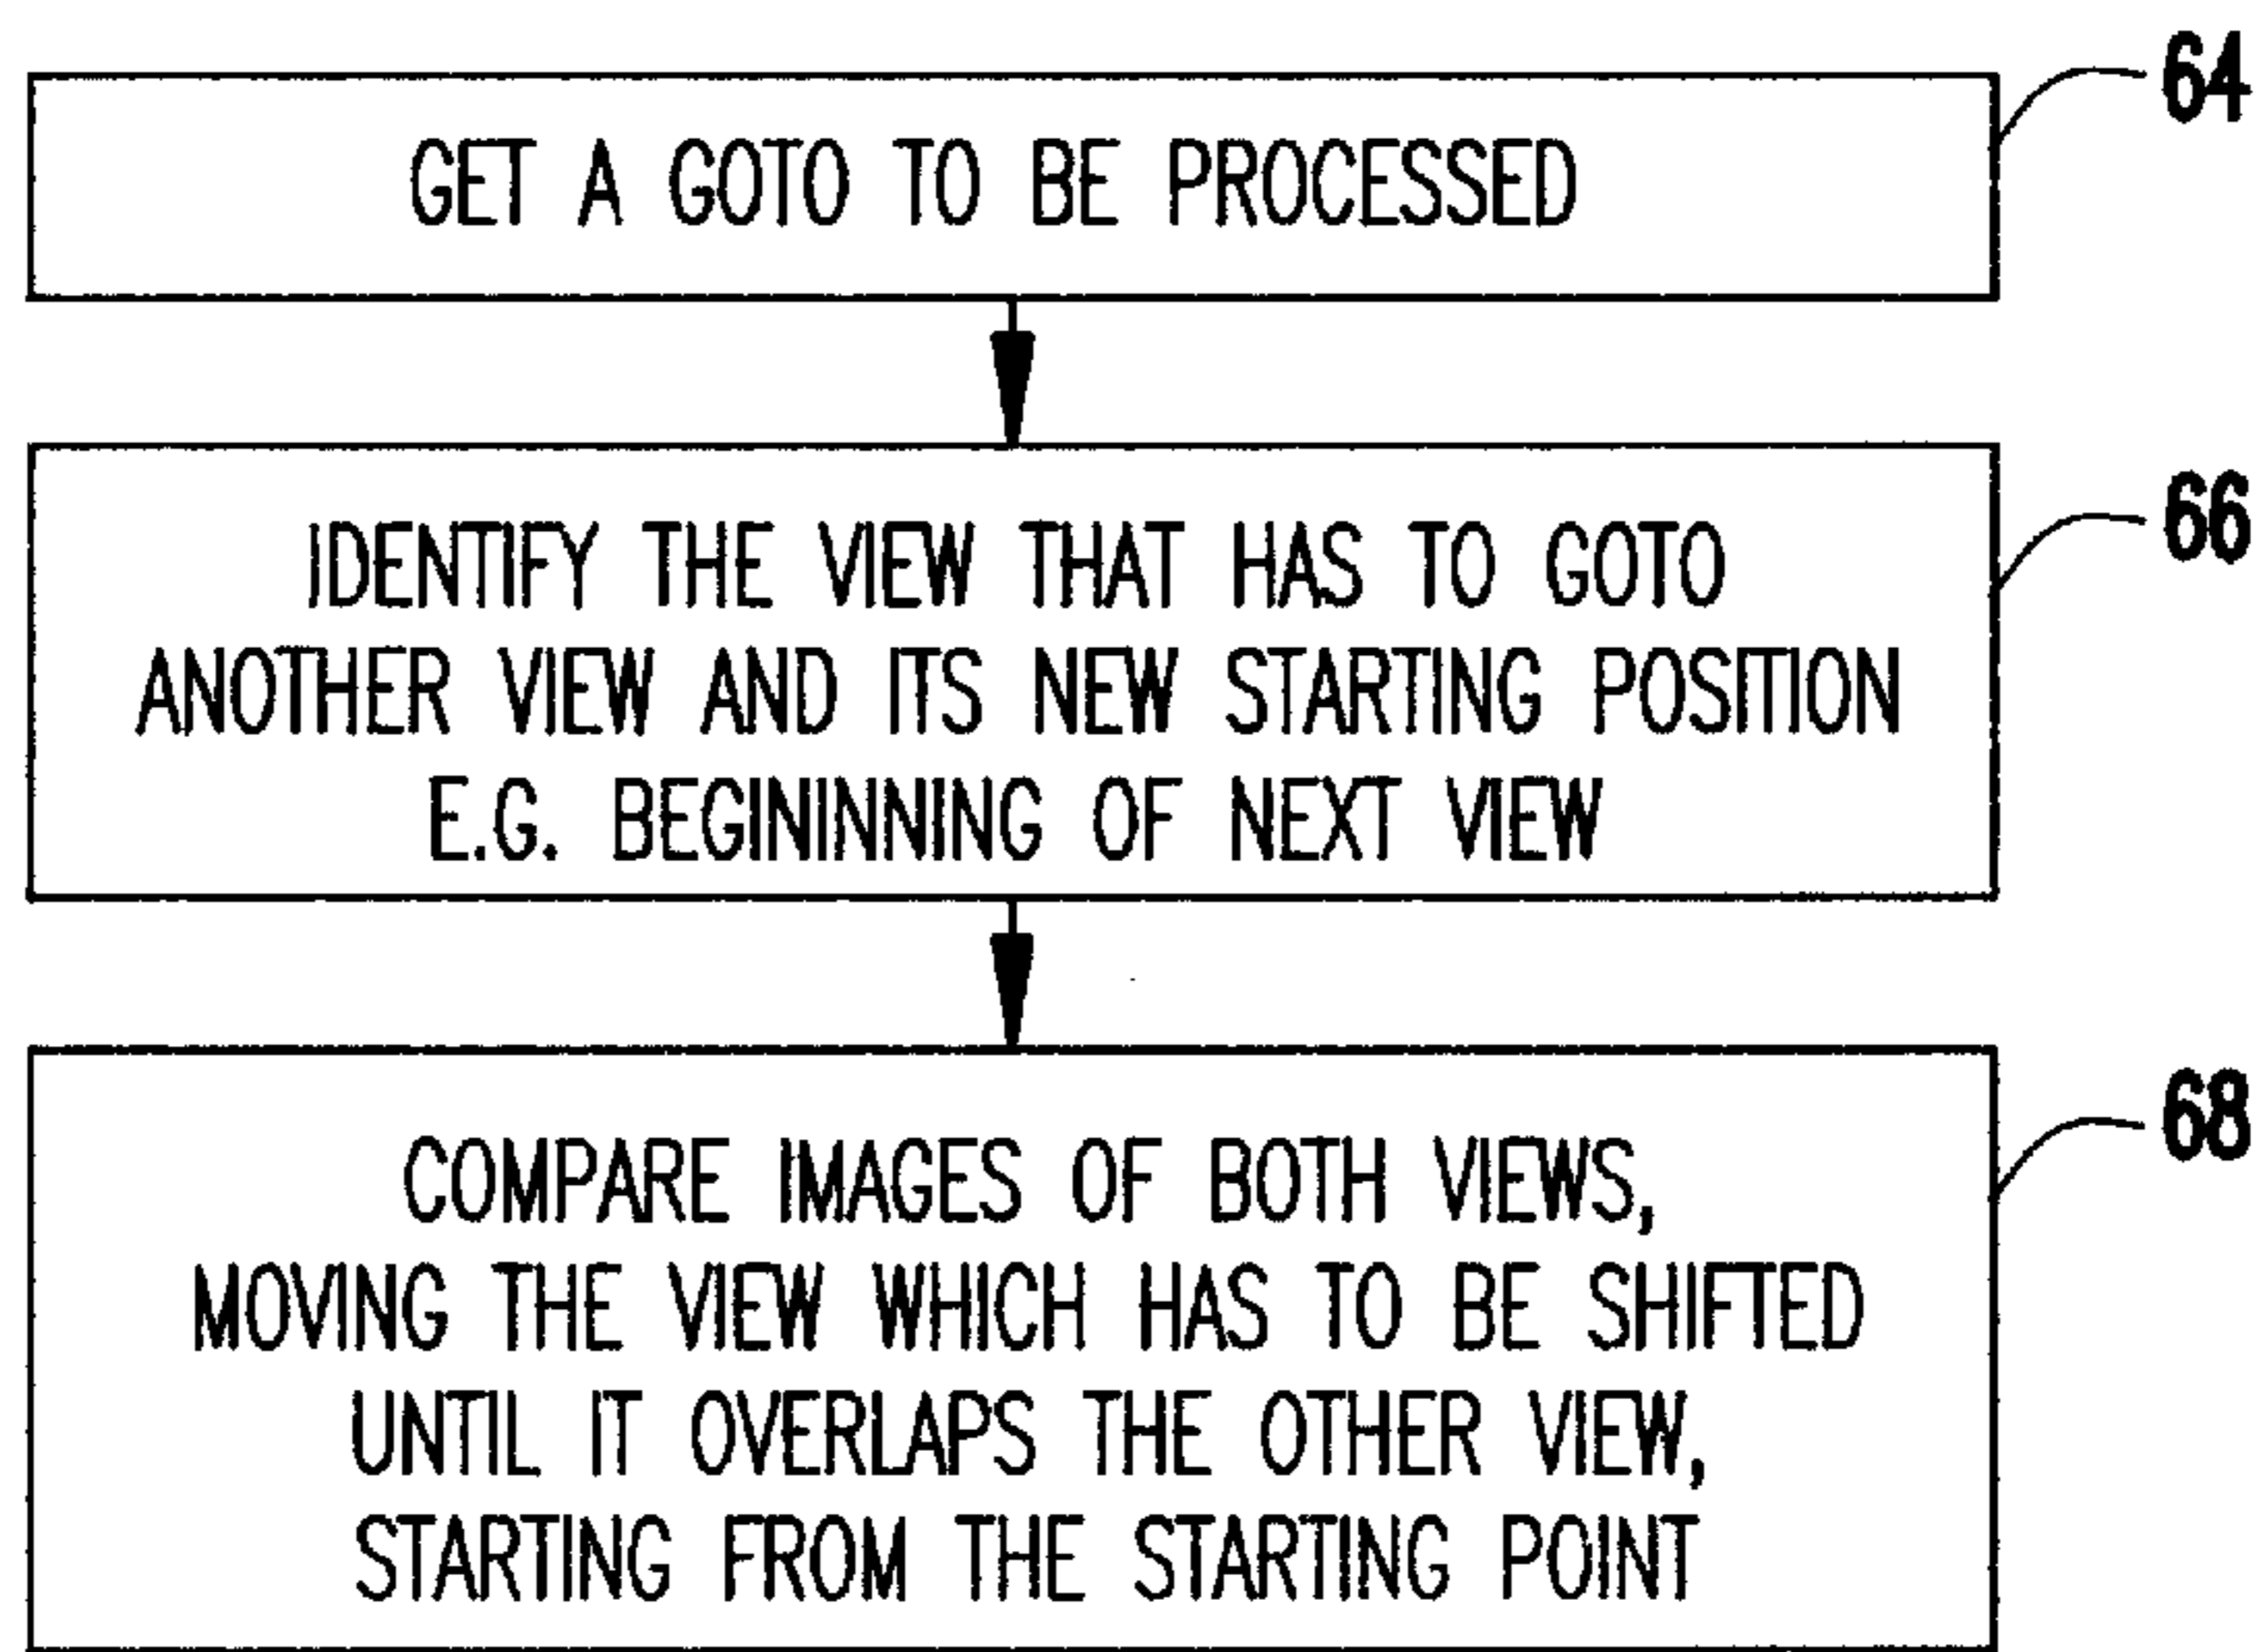 64
GET A GOTO TO BE PROCESSED
66
IDENTIFY THE VIEW THAT HAS TO GOTO
ANOTHER VIEW AND ITS NEW STARTING POSITION
E.G. BEGININNING OF NEXT VIEW
68
COMPARE IMAGES OF BOTH VIEWS,
MOVING THE VIEW WHICH HAS TO BE SHIFTED
UNTIL IT OVERLAPS THE OTHER VIEW,
STARTING FROM THE STARTING POINT